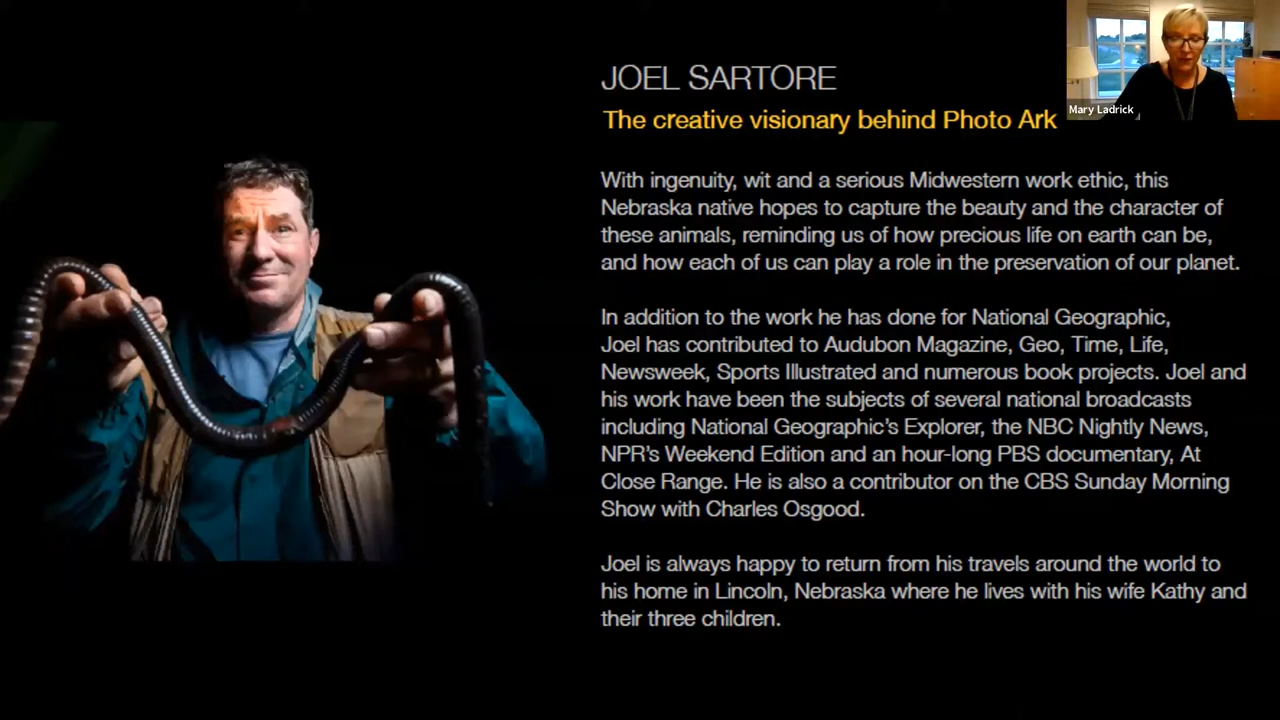 JOEL SARTORE
The creative visionary behind Photo Ark
Mary Ladrick
With ingenuity, wit and a serious Midwestern work ethic, this
Nebraska native hopes to capture the beauty and the character of
these animals, reminding us of how precious life on earth can be,
and how each of us can play a role in the preservation of our planet.
In addition to the work he has done for National Geographic,
Joel has contributed to Audubon Magazine, Geo, Time, Life,
Newsweek, Sports Illustrated and numerous book projects. Joel and
his work have been the subjects of several national broadcasts
including National Geographic's Explorer, the NBC Nightly News,
NPR's Weekend Edition and an hour-long PBS documentary, At
Close Range. He is also a contributor on the CBS Sunday Morning
Show with Charles Osgood.
Joel is always happy to return from his travels around the world to
his home in Lincoln, Nebraska where he lives with his wife Kathy and
their three children.